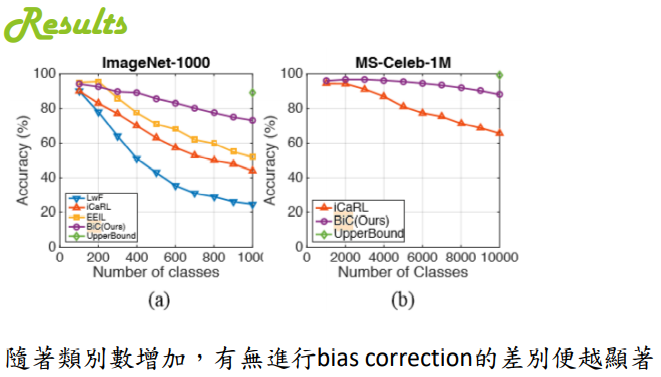 Results
ImageNet-1000
MS-Celeb-1M
100
80
60
40
20
0
Accuracy (%)
LwF
iCaRL
EEIL
BiC(Ours)
UpperBound
0 200 400 600 800 1000
Number of classes
(a)
100
80
60
40
20
0
Accuracy (%)
iCaRL
BiC(Ours)
UpperBound
0 2000 4000 6000 8000 10000
Number of Classes
(b)
隨著類別數增加，有無進行bias correction的差別便越顯著